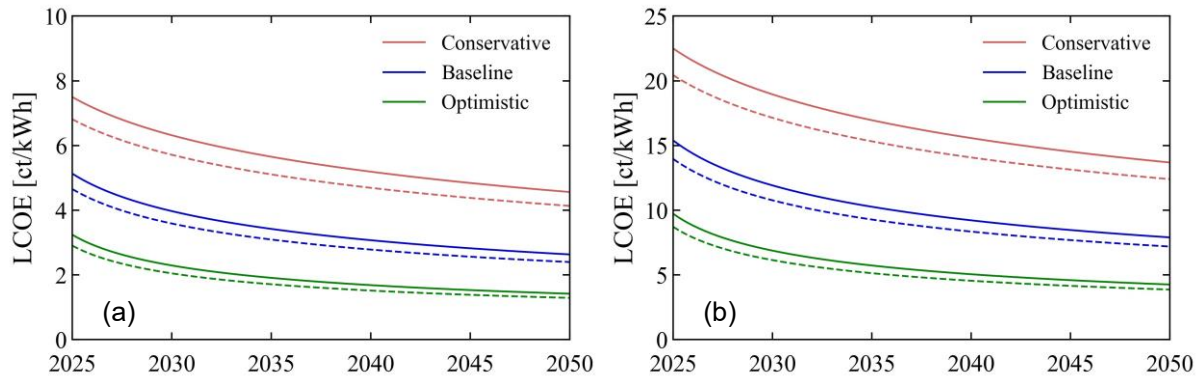 LCOE [ct/kWh]
10
8
6
4
2
0
Conservative
Baseline
Optimistic
(a)
2025 2030 2035 2040 2045 2050
LCOE [ct/kWh]
25
20
15
10
5
0
Conservative
Baseline
Optimistic
(b)
2025 2030 2035 2040 2045 2050